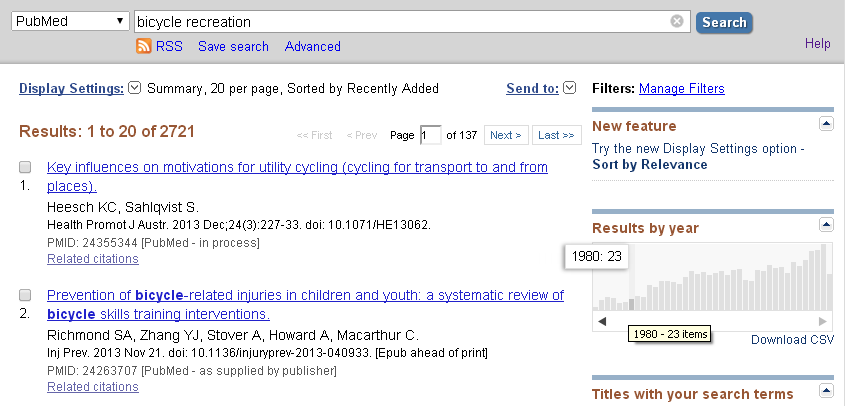 PubMed
bicycle recreation
Search
RSS Save search Advanced
Help
Display Settings: Summary, 20 per page, Sorted by Recently Added
Send to:
Filters: Manage Filters
Results: 1 to 20 of 2721
<< First < Prev Page 1 of 137 Next > Last >>
1.
Key influences on motivations for utility cycling (cycling for transport to and from
places).
Heesch KC, Sahlqvist S.
Health Promot J Austr. 2013 Dec;24(3):227-33. doi: 10.1071/HE13062.
PMID: 24355344 [PubMed - in process]
Related citations
2.
Prevention of bicycle-related injuries in children and youth: a systematic review of
bicycle skills training interventions.
Richmond SA, Zhang YJ, Stover A, Howard A, Macarthur C.
Inj Prev. 2013 Nov 21. doi: 10.1136/injuryprev-2013-040933. [Epub ahead of print]
PMID: 24263707 [PubMed - as supplied by publisher]
Related citations
New feature
Try the new Display Settings option -
Sort by Relevance
Results by year
1980: 23
1980 - 23 items
Download CSV
Titles with your search terms